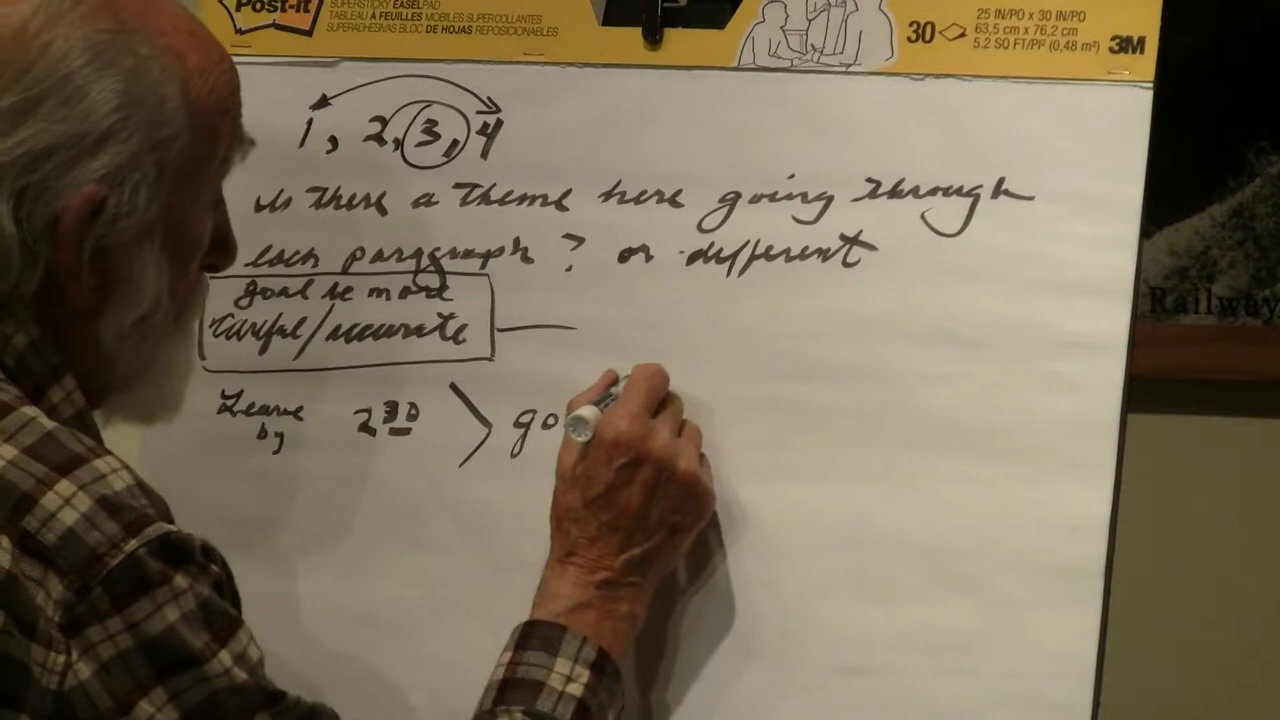 Post-it
SUPERSTICKY EASELPAD
TABLEAU À FEUILLES MOBILES SUPERCOLLANTES
SUPERADHESIVAS BLOC DE HOJAS REPOSICIONABLES
30
25 IN/PO x 30 IN/PO
63,5 cm x 76,2 cm
5.2 SQ FT/PI² (0,48 m²)
3M
1, 2, 3, 4
Is there a theme here going through
each paragraph? or different
goal be more
careful/accurate
Leave by 2 30 > go
Railway